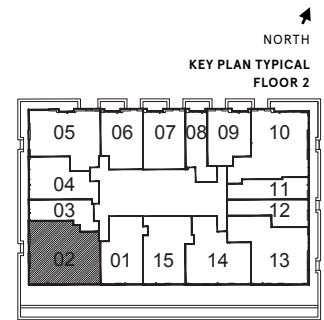 NORTH
KEY PLAN TYPICAL
FLOOR 2
05 06 07 08 09 10
04 11
03 12
02 01 15 14 13